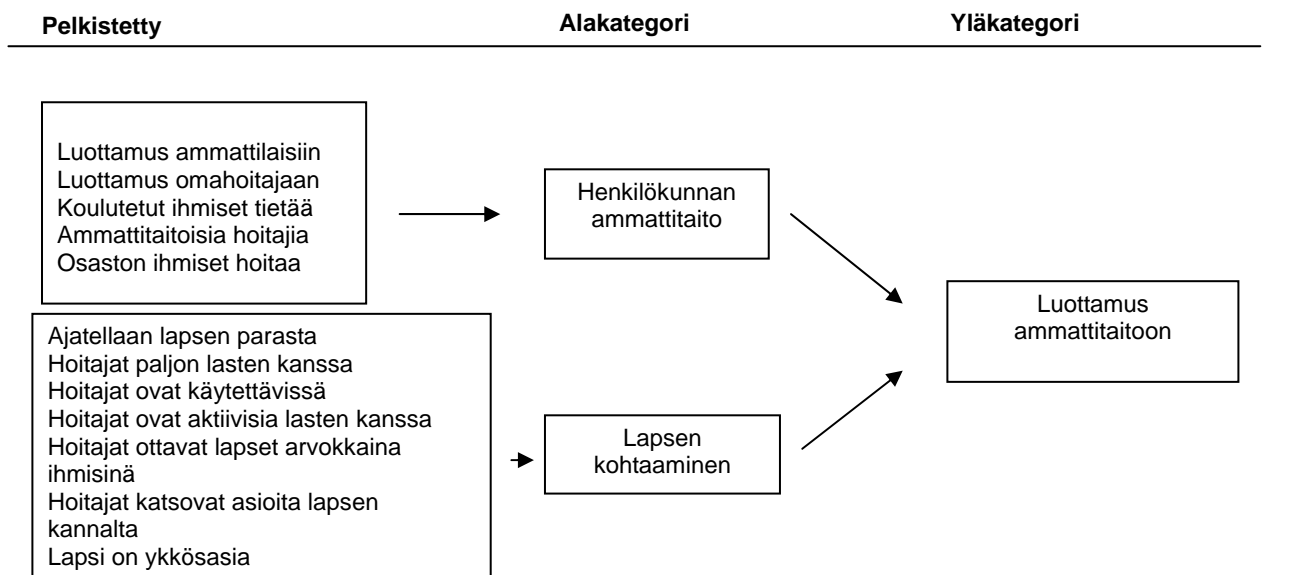 Pelkistetty
Alakategori
Yläkategori
Luottamus ammattilaisiin
Luottamus omahoitajaan
Koulutetut ihmiset tietää
Ammattitaitoisia hoitajia
Osaston ihmiset hoitaa
Henkilökunnan
ammattitaito
Luottamus
ammattitaitoon
Ajatellaan lapsen parasta
Hoitajat paljon lasten kanssa
Hoitajat ovat käytettävissä
Hoitajat ovat aktiivisia lasten kanssa
Hoitajat ottavat lapset arvokkaina
ihmisinä
Hoitajat katsovat asioita lapsen
kannalta
Lapsi on ykkösasia
Lapsen
kohtaaminen